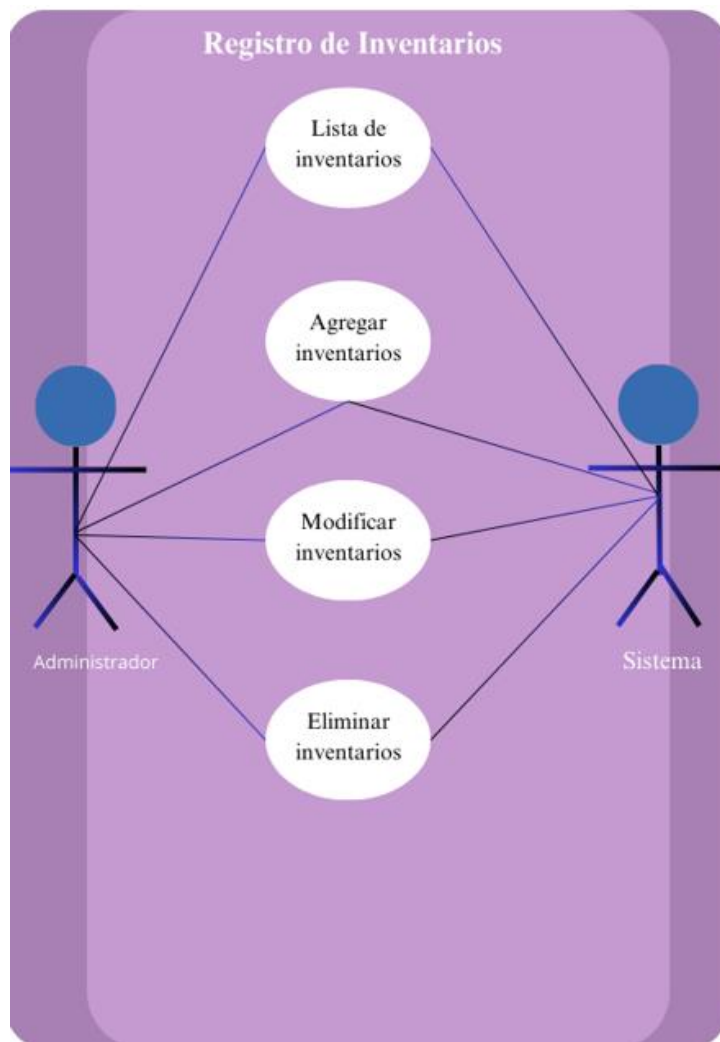 Registro de Inventarios
Lista de
inventarios
Agregar
inventarios
Modificar
inventarios
Administrador
Sistema
Eliminar
inventarios